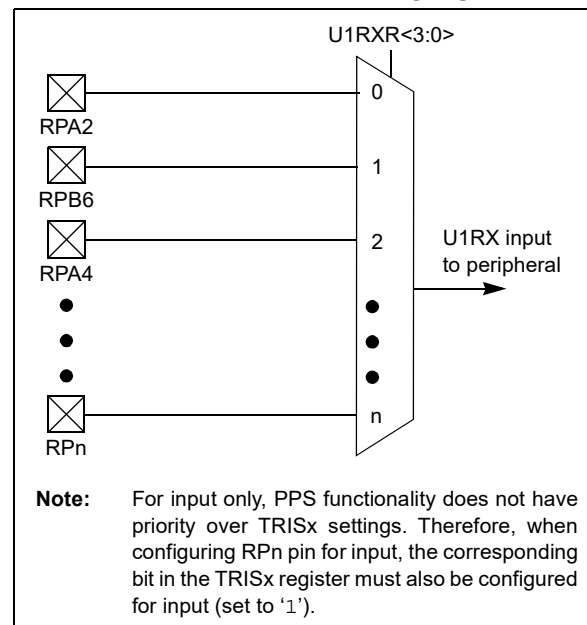 U1RXR<3:0>
RPA2
0
RPB6
1
RPA4
2
U1RX input
to peripheral
RPn
n
Note: For input only, PPS functionality does not have
priority over TRISx settings. Therefore, when
configuring RPn pin for input, the corresponding
bit in the TRISx register must also be configured
for input (set to ‘1’).